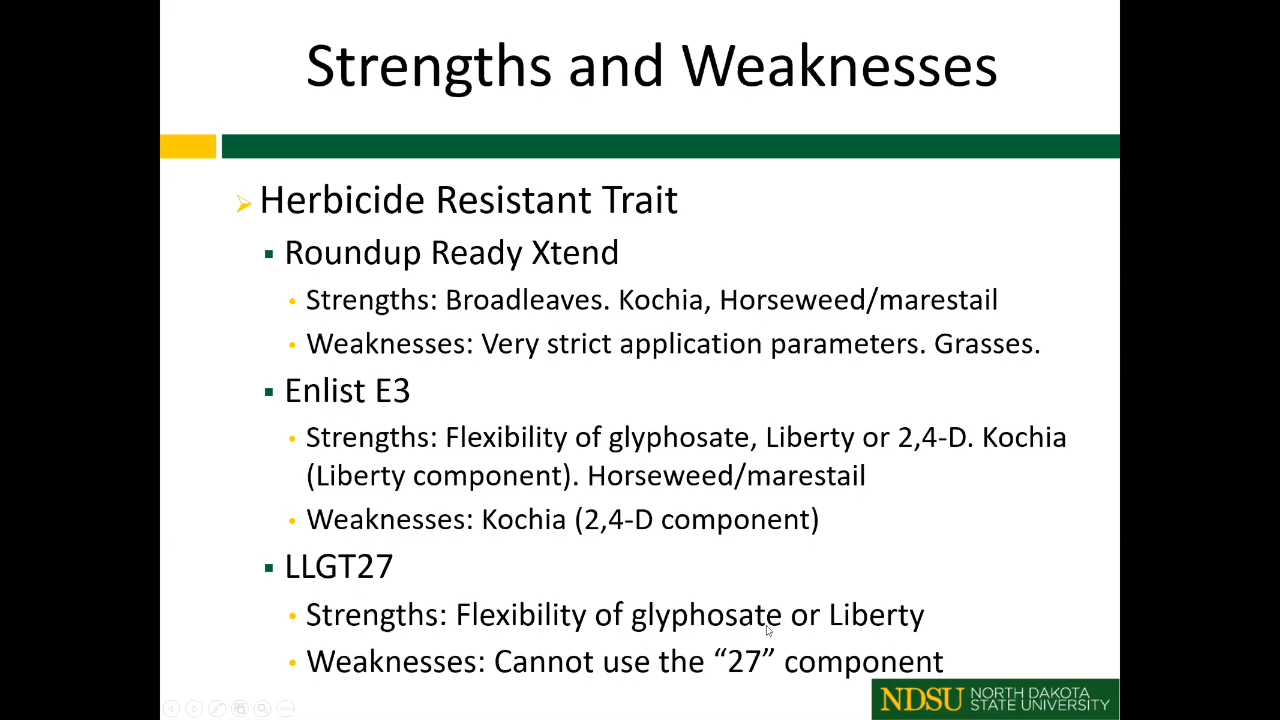 Strengths and Weaknesses
Herbicide Resistant Trait
Roundup Ready Xtend
Strengths: Broadleaves. Kochia, Horseweed/marestail
Weaknesses: Very strict application parameters. Grasses.
Enlist E3
Strengths: Flexibility of glyphosate, Liberty or 2,4-D. Kochia
(Liberty component). Horseweed/marestail
Weaknesses: Kochia (2,4-D component)
LLGT27
Strengths: Flexibility of glyphosate or Liberty
Weaknesses: Cannot use the “27” component
NDSU NORTH DAKOTA
STATE UNIVERSITY